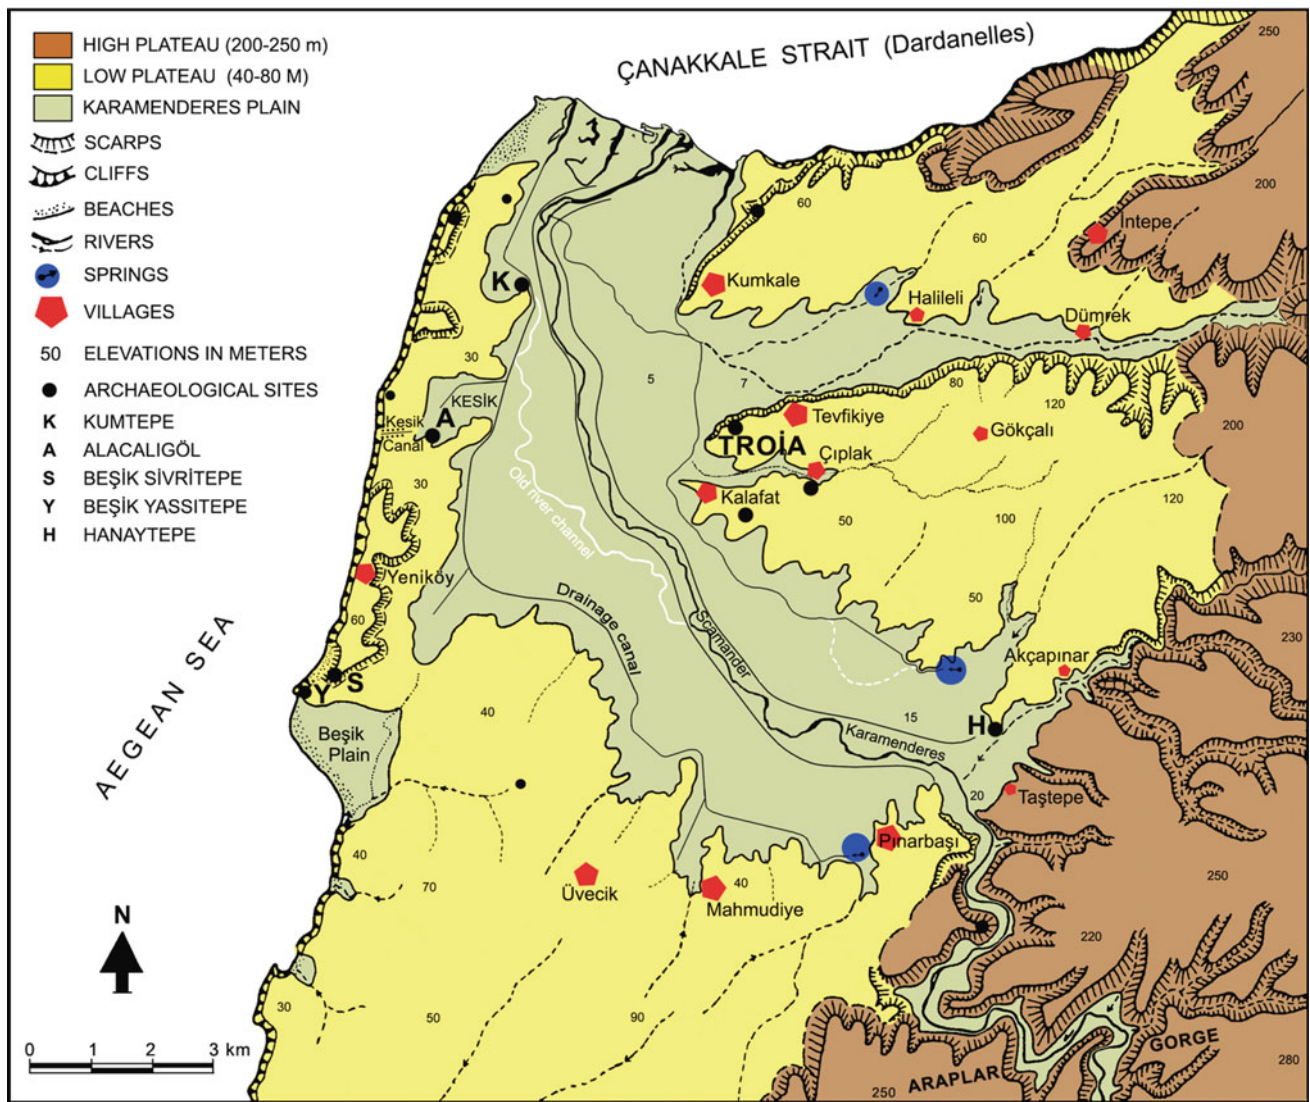 HIGH PLATEAU (200-250 m)
LOW PLATEAU (40-80 M)
KARAMENDERES PLAIN
SCARPS
CLIFFS
BEACHES
RIVERS
SPRINGS
VILLAGES
50 ELEVATIONS IN METERS
ARCHAEOLOGICAL SITES
K KUMTEPE
A ALACALIGÖL
S BEŞİK SİVRİTEPE
Y BEŞİK YASSITEPE
H HANAYTEPE
ÇANAKKALE STRAIT (Dardanelles)
250
200
60
60
İntepe
K
Kumkale
Halileli
Dümrek
30
5
7
80
120
KESİK
A
Kesik
Canal
Tevfikiye
TROİA
Gökçalı
200
Çıplak
30
Kalafat
Old river channel
50
100
120
Yeniköy
60
Drainage canal
Scamander
50
Akçapınar
230
AEGEAN SEA
S
Y
40
15
H
Beşik
Plain
Karamenderes
20
Taştepe
Pınarbaşı
40
70
Üvecik
40
Mahmudiye
250
220
N
30
50
90
GORGE
ARAPLAR
250
280
0 1 2 3 km